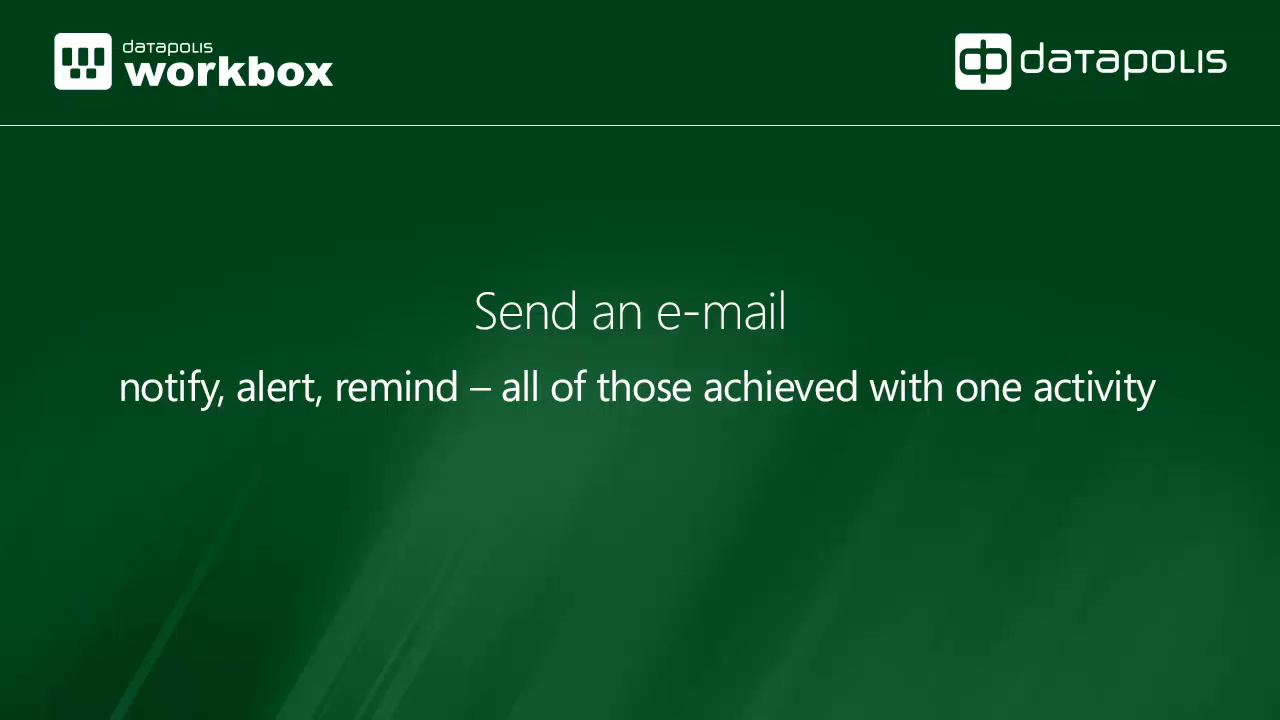 datapolis
workbox
datapolis
Send an e-mail
notify, alert, remind – all of those achieved with one activity